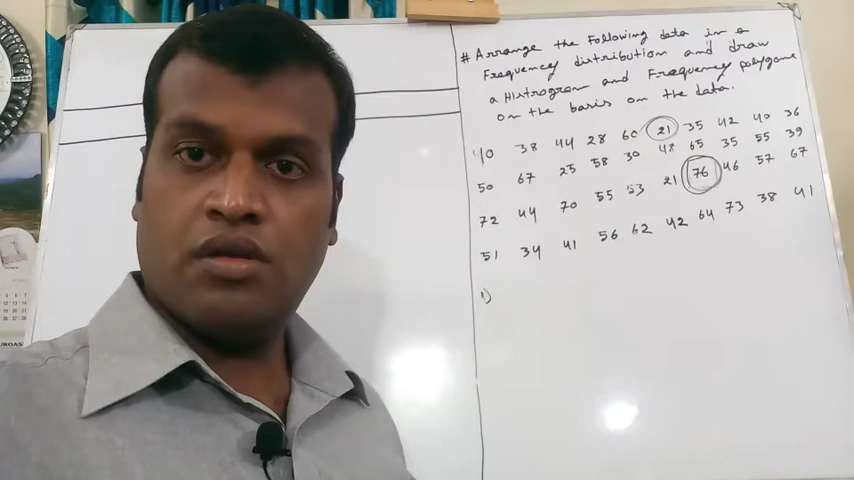 # Arrange the Following data in a
Frequency distribution and draw
a Histrogram and Frequency polygone
on the basis on the data.
40 38 44 28 60 21 35 42 40 36
50 67 25 58 30 48 65 35 55 39
72 44 70 55 53 21 76 46 57 67
51 34 41 56 62 42 64 73 38 41
1)